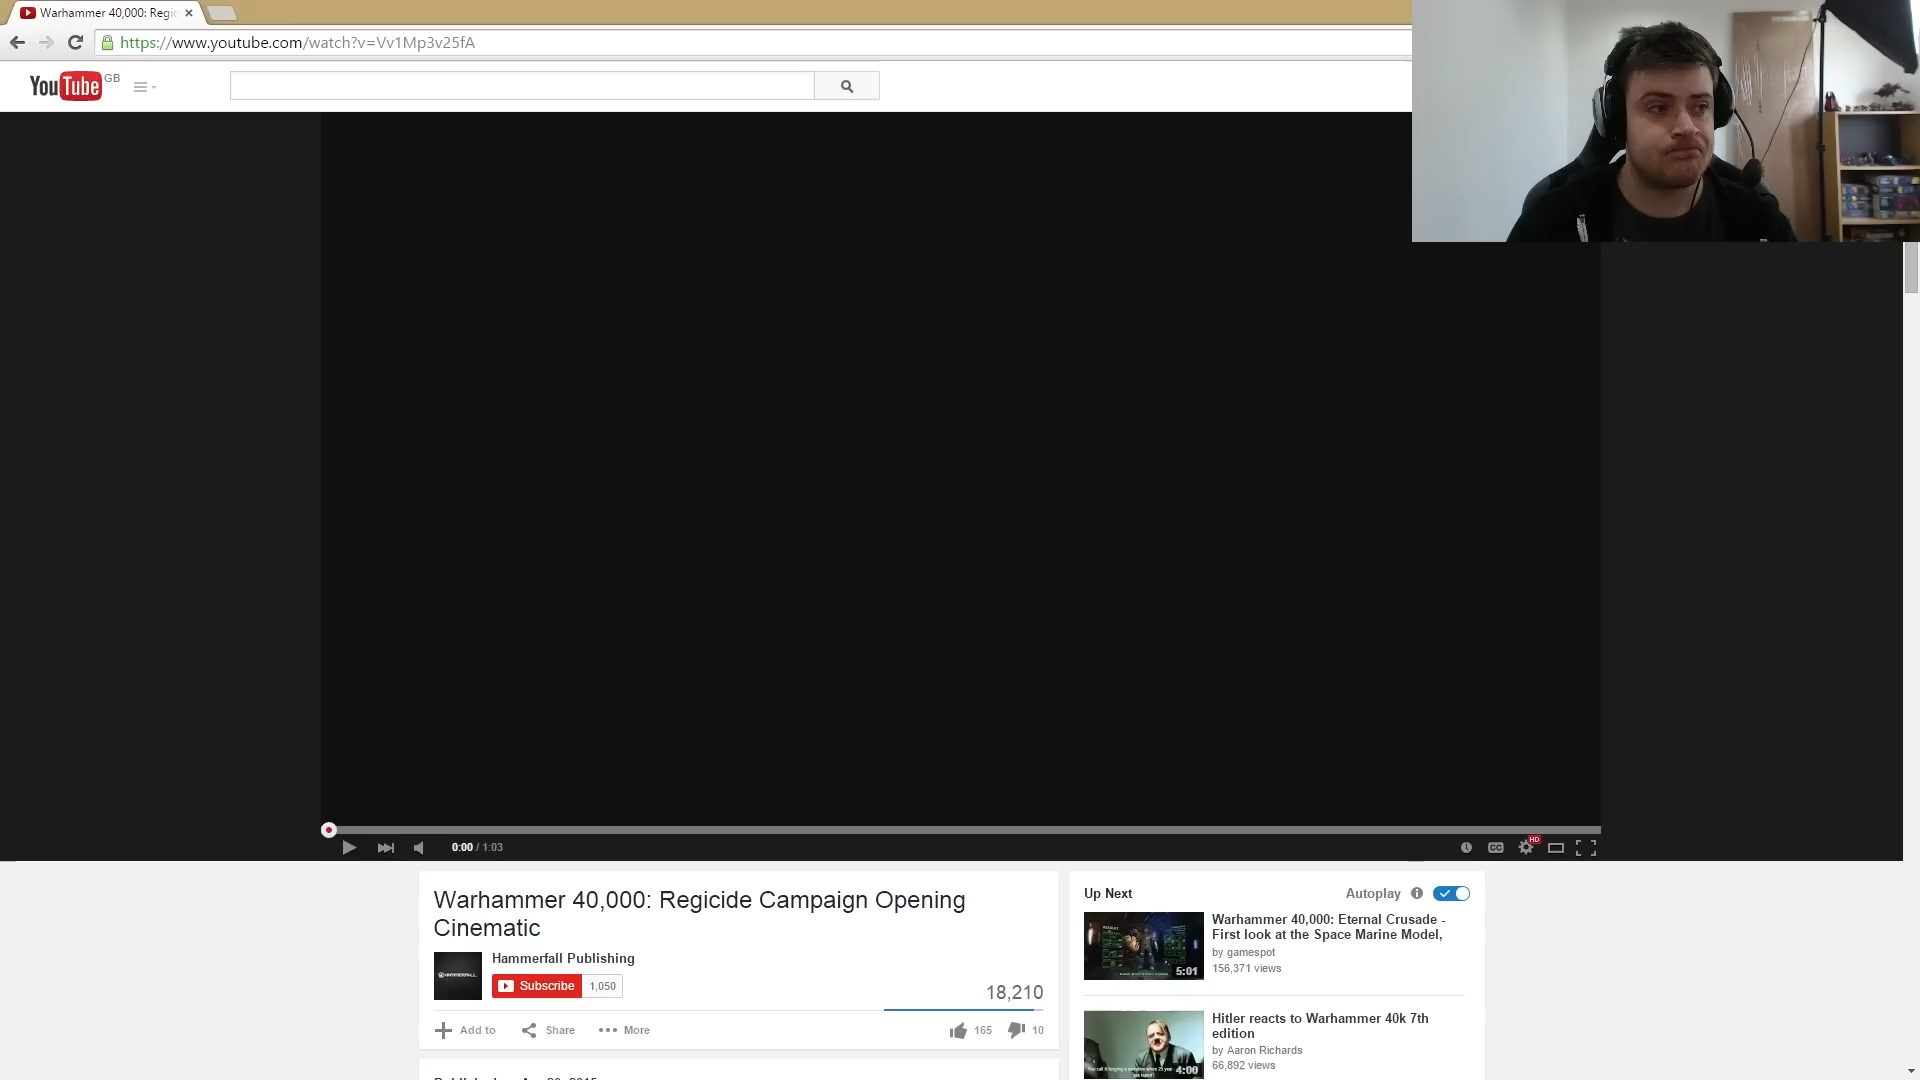 Warhammer 40,000: Regic
https://www.youtube.com/watch?v=Vv1Mp3v25fA
YouTube GB
0:00 / 1:03
CC
HD
Warhammer 40,000: Regicide Campaign Opening
Cinematic
Hammerfall Publishing
HAMMERFALL
Subscribe 1,050
18,210
Add to Share More
165 10
Up Next
Autoplay
Warhammer 40,000: Eternal Crusade -
First look at the Space Marine Model,
by gamespot
156,371 views
5:01
Hitler reacts to Warhammer 40k 7th
edition
by Aaron Richards
66,892 views
4:00